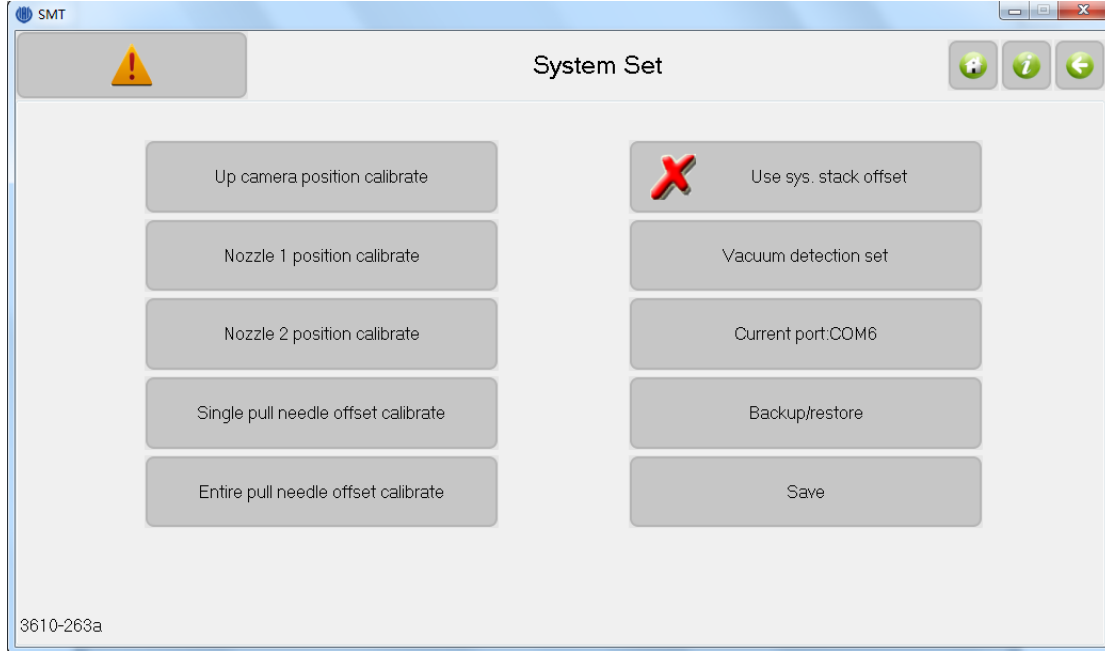 SMT
System Set
Up camera position calibrate
Nozzle 1 position calibrate
Nozzle 2 position calibrate
Single pull needle offset calibrate
Entire pull needle offset calibrate
Use sys. stack offset
Vacuum detection set
Current port:COM6
Backup/restore
Save
3610-263a